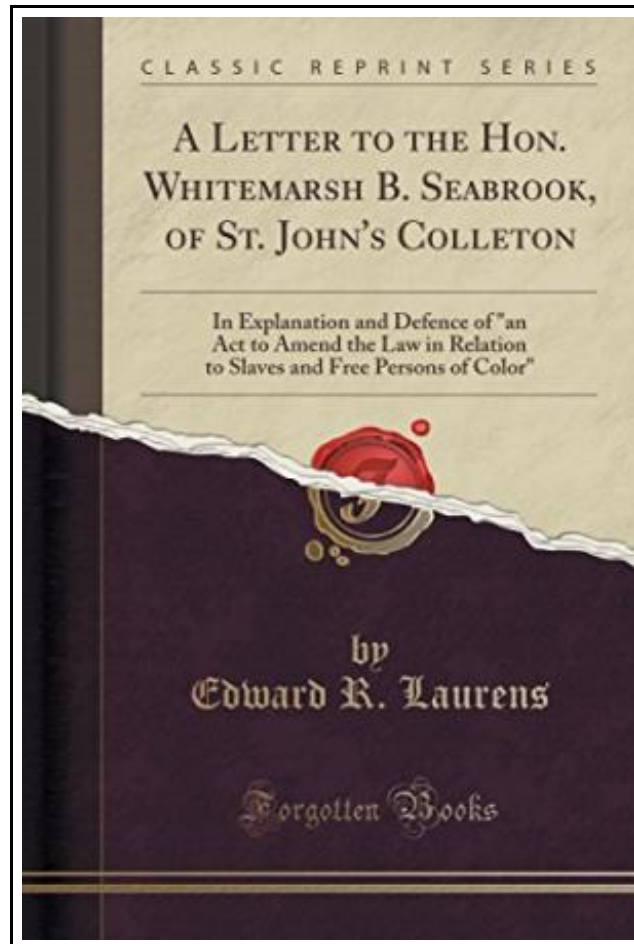 CLASSIC REPRINT SERIES
A LETTER TO THE HON.
WHITEMARSH B. SEABROOK,
OF ST. JOHN'S COLLETON
In Explanation and Defence of "an
Act to Amend the Law in Relation
to Slaves and Free Persons of Color"
by
Edward R. Laurens
Forgotten Books